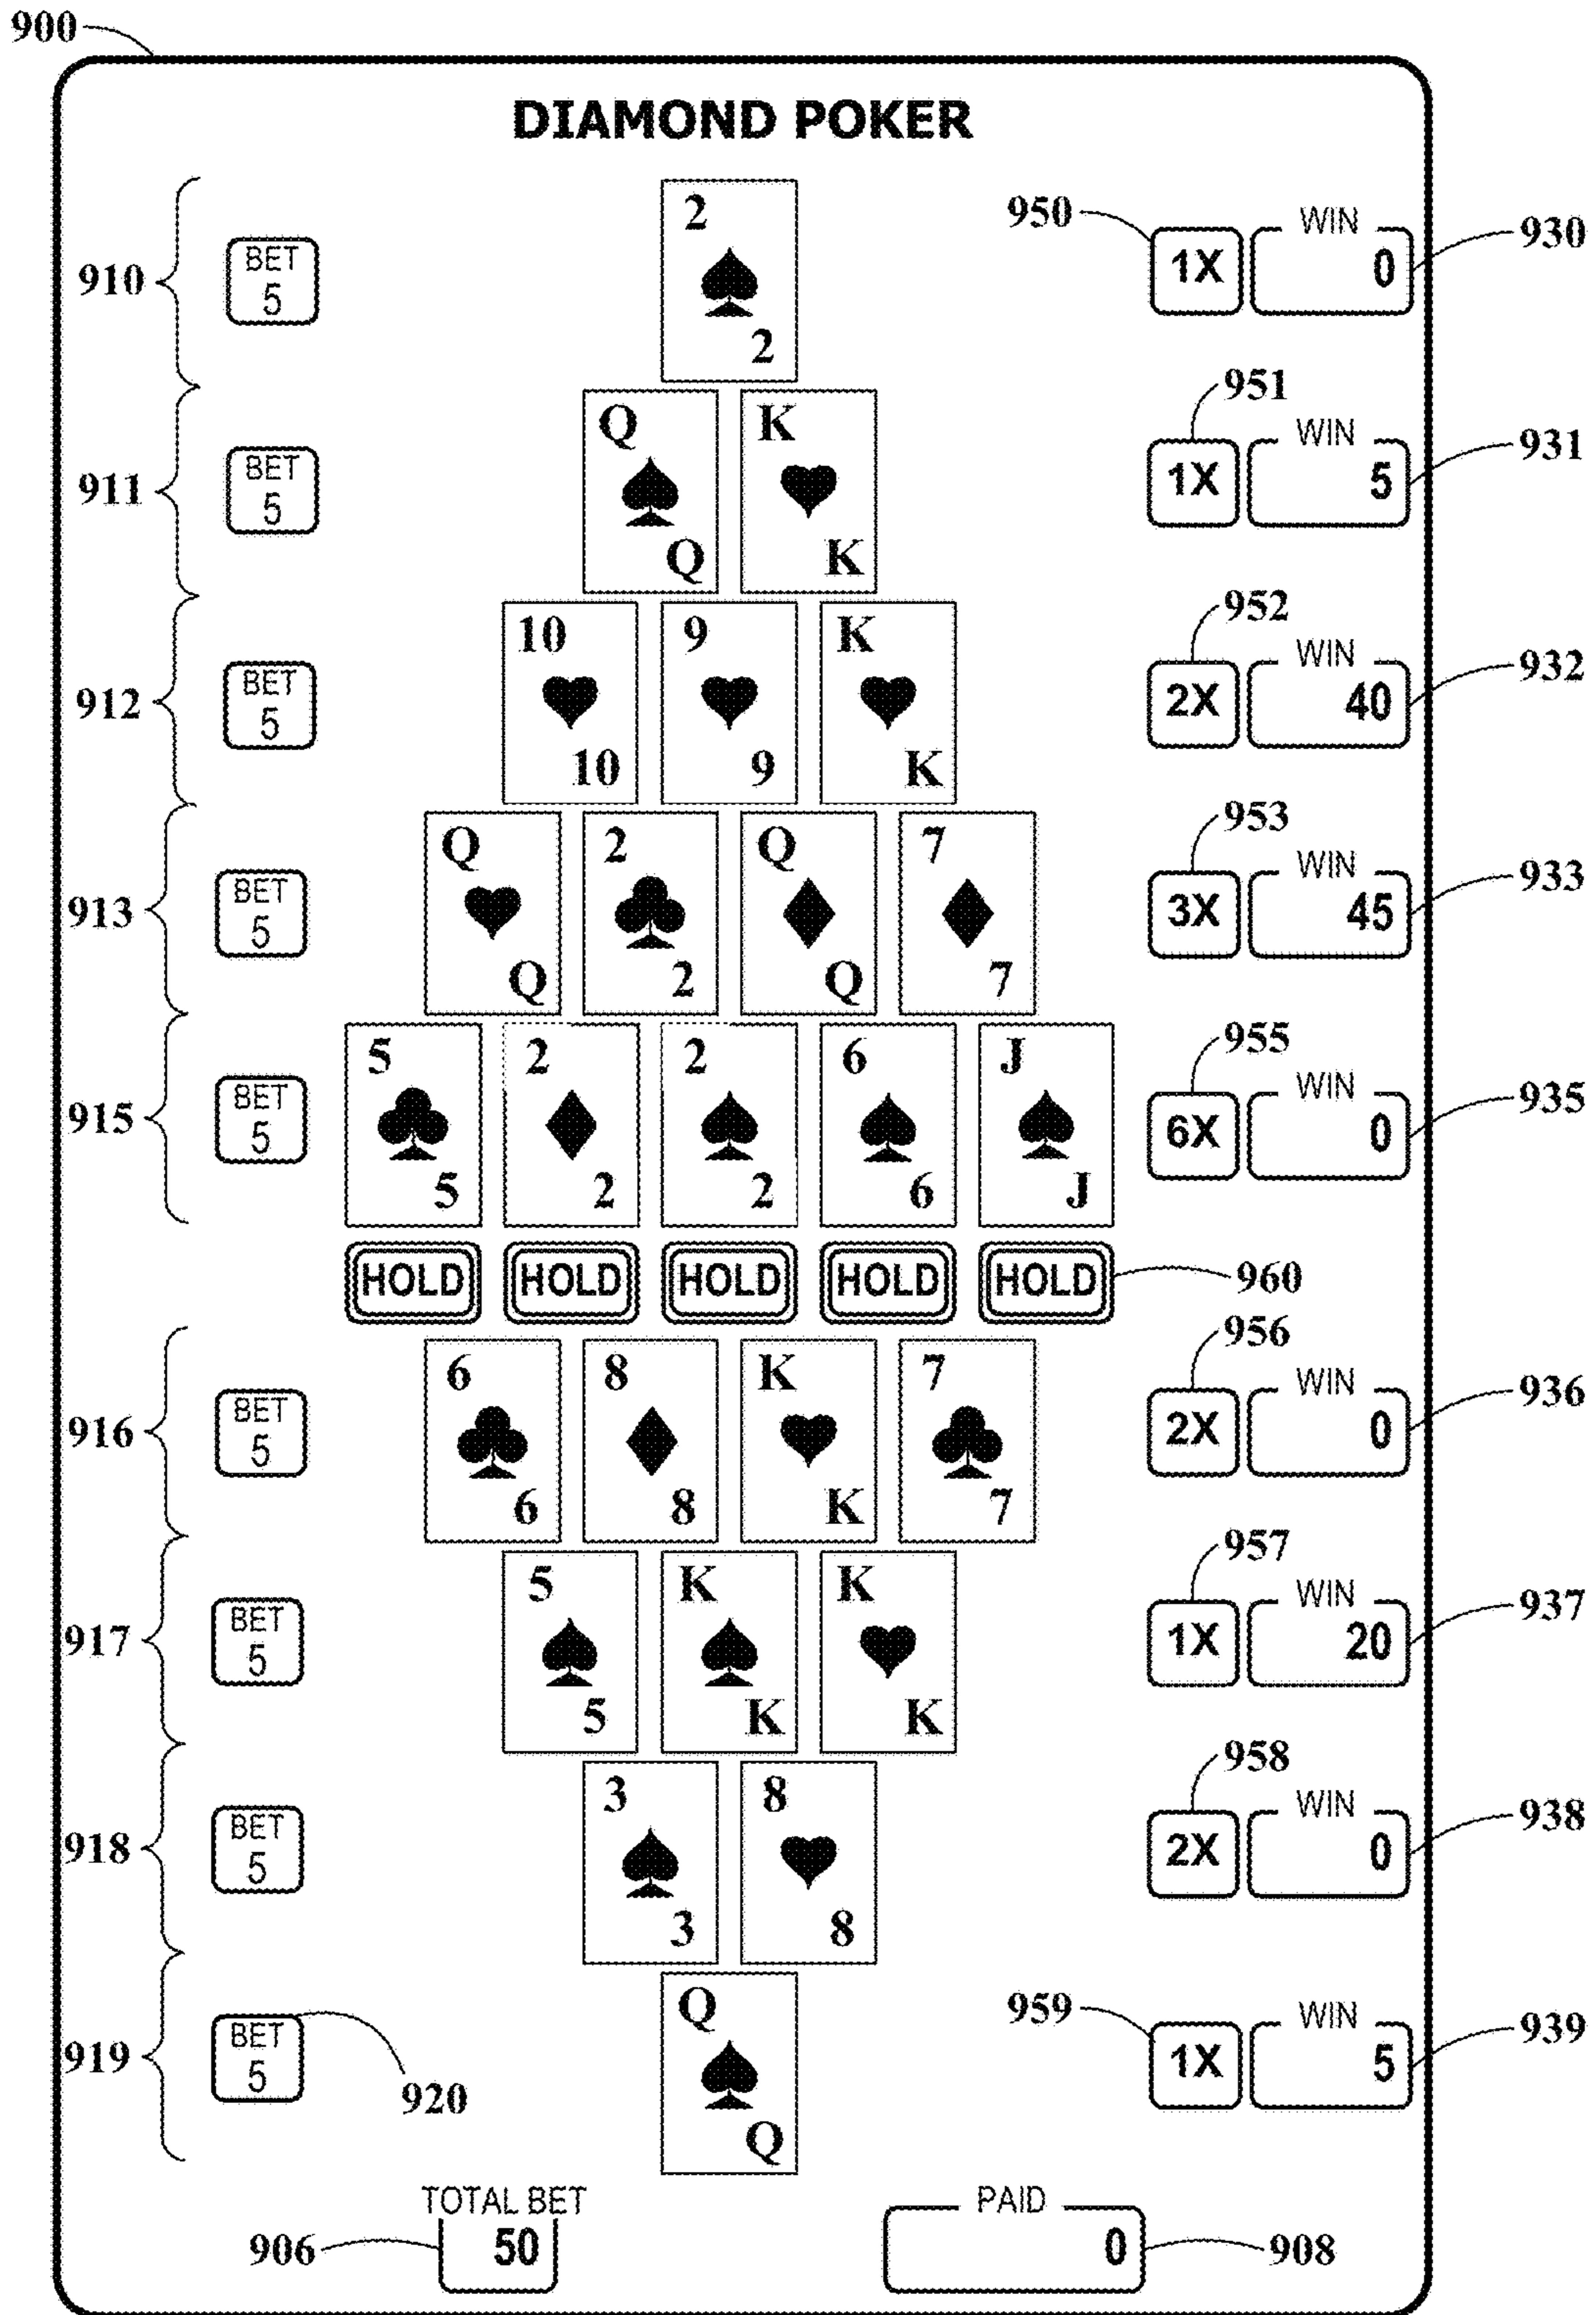 900
DIAMOND POKER
910
BET
5
2
2
950
1X
WIN
0
930
911
BET
5
Q
Q
K
K
951
1X
WIN
5
931
912
BET
5
10
10
9
9
K
K
952
2X
WIN
40
932
913
BET
5
Q
Q
2
2
Q
Q
7
7
953
3X
WIN
45
933
915
BET
5
5
5
2
2
2
2
6
6
J
J
955
6X
WIN
0
935
HOLD HOLD HOLD HOLD HOLD
960
916
BET
5
6
6
8
8
K
K
7
7
956
2X
WIN
0
936
917
BET
5
5
5
K
K
K
K
957
1X
WIN
20
937
918
BET
5
3
3
8
8
958
2X
WIN
0
938
919
BET
5
920
Q
Q
959
1X
WIN
5
939
TOTAL BET
906
50
PAID
0
908